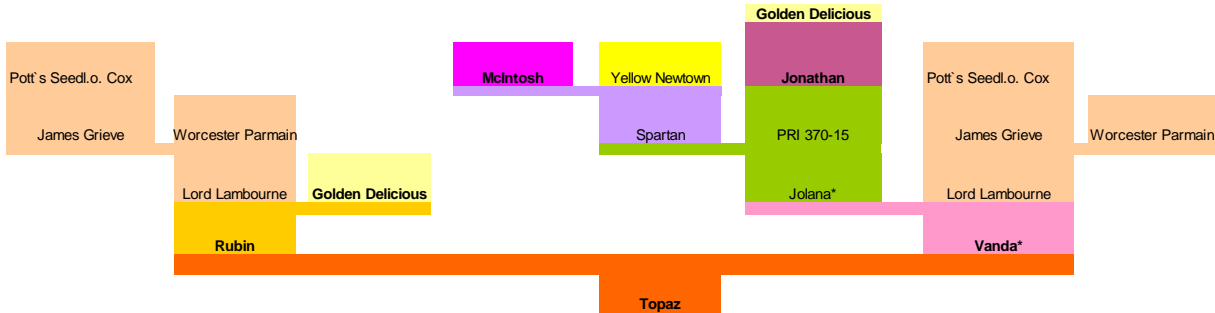 Golden Delicious
Pott`s Seedl.o. Cox McIntosh Yellow Newtown Jonathan Pott`s Seedl.o. Cox
James Grieve Worcester Parmain Spartan PRI 370-15 James Grieve Worcester Parmain
Lord Lambourne Golden Delicious Jolana* Lord Lambourne
Rubin Vanda*
Topaz